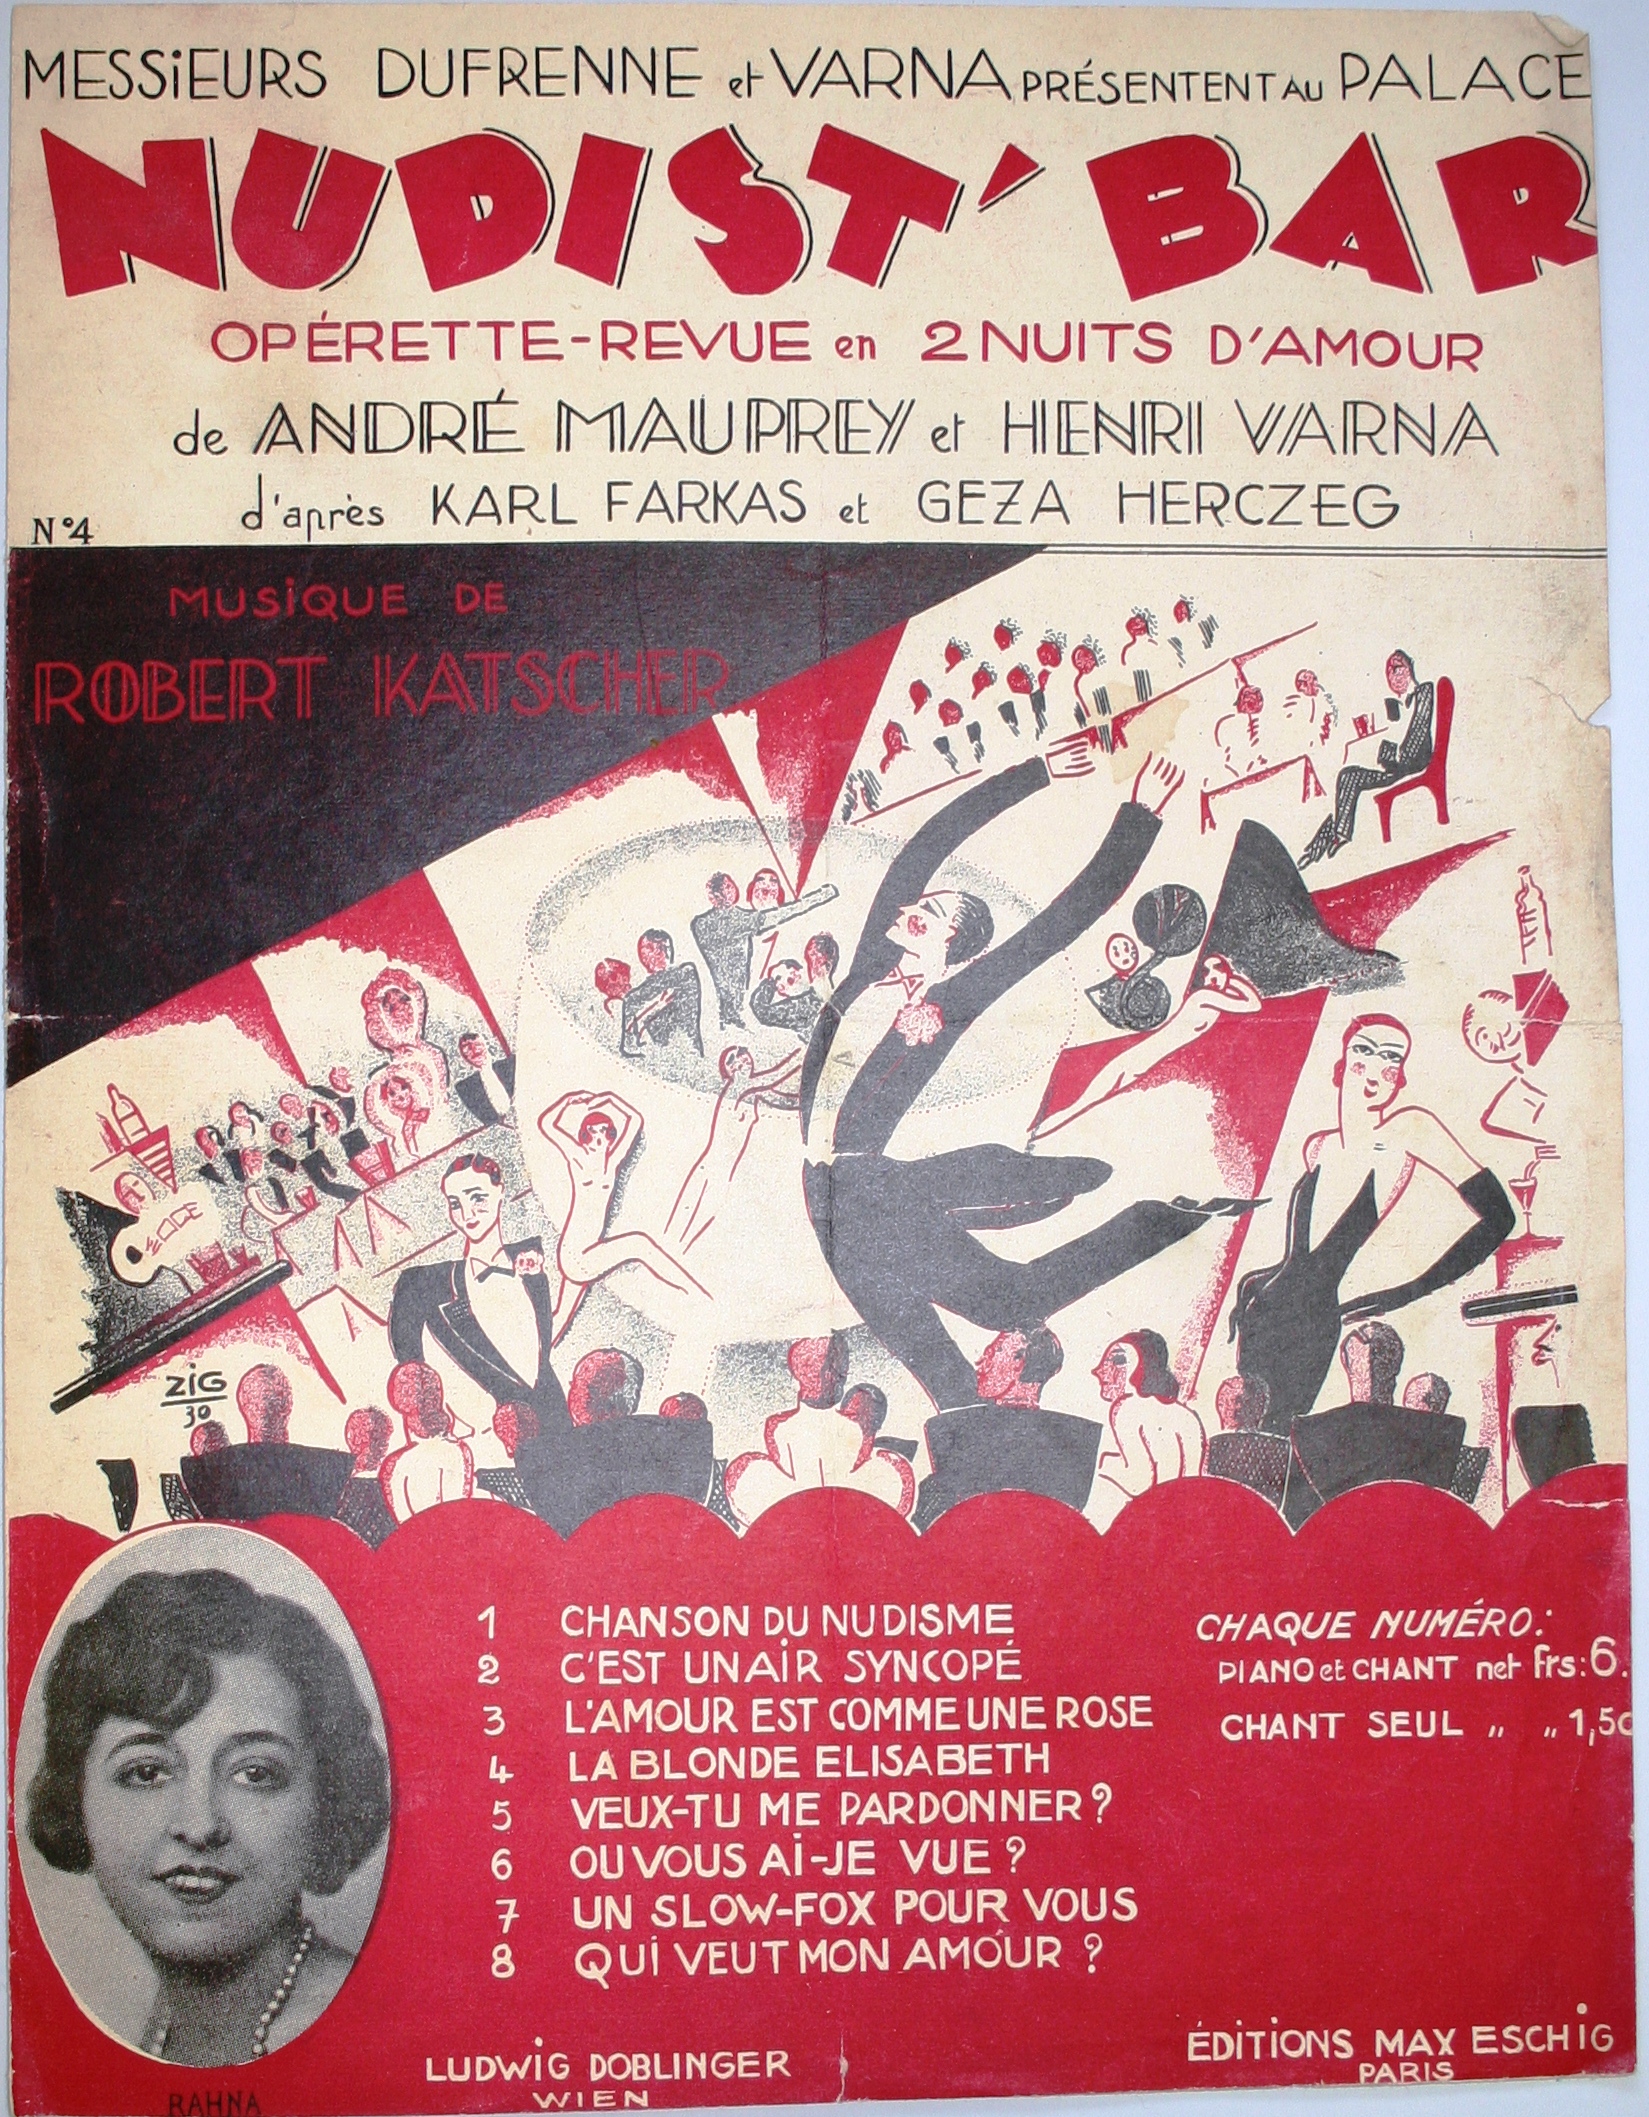 MESSIEURS DUFRENNE et VARNA PRÉSENTENT AU PALACE
NUDIST' BAR
OPÉRETTE-REVUE en 2 NUITS D'AMOUR
de ANDRÉ MAUPREY et HENRI VARNA
d'après KARL FARKAS et GEZA HERCZEG
N°4
MUSIQUE DE
ROBERT KATSCHER
ZIG
30
1 CHANSON DU NUDISME
2 C'EST UN AIR SYNCOPÉ
3 L'AMOUR EST COMME UNE ROSE
4 LA BLONDE ELISABETH
5 VEUX-TU ME PARDONNER ?
6 OU VOUS AI-JE VUE ?
7 UN SLOW-FOX POUR VOUS
8 QUI VEUT MON AMOUR ?
CHAQUE NUMÉRO:
PIANO et CHANT net frs: 6.
CHANT SEUL „ „ 1,50
RAHNA
LUDWIG DOBLINGER
WIEN
ÉDITIONS MAX ESCHIG
PARIS